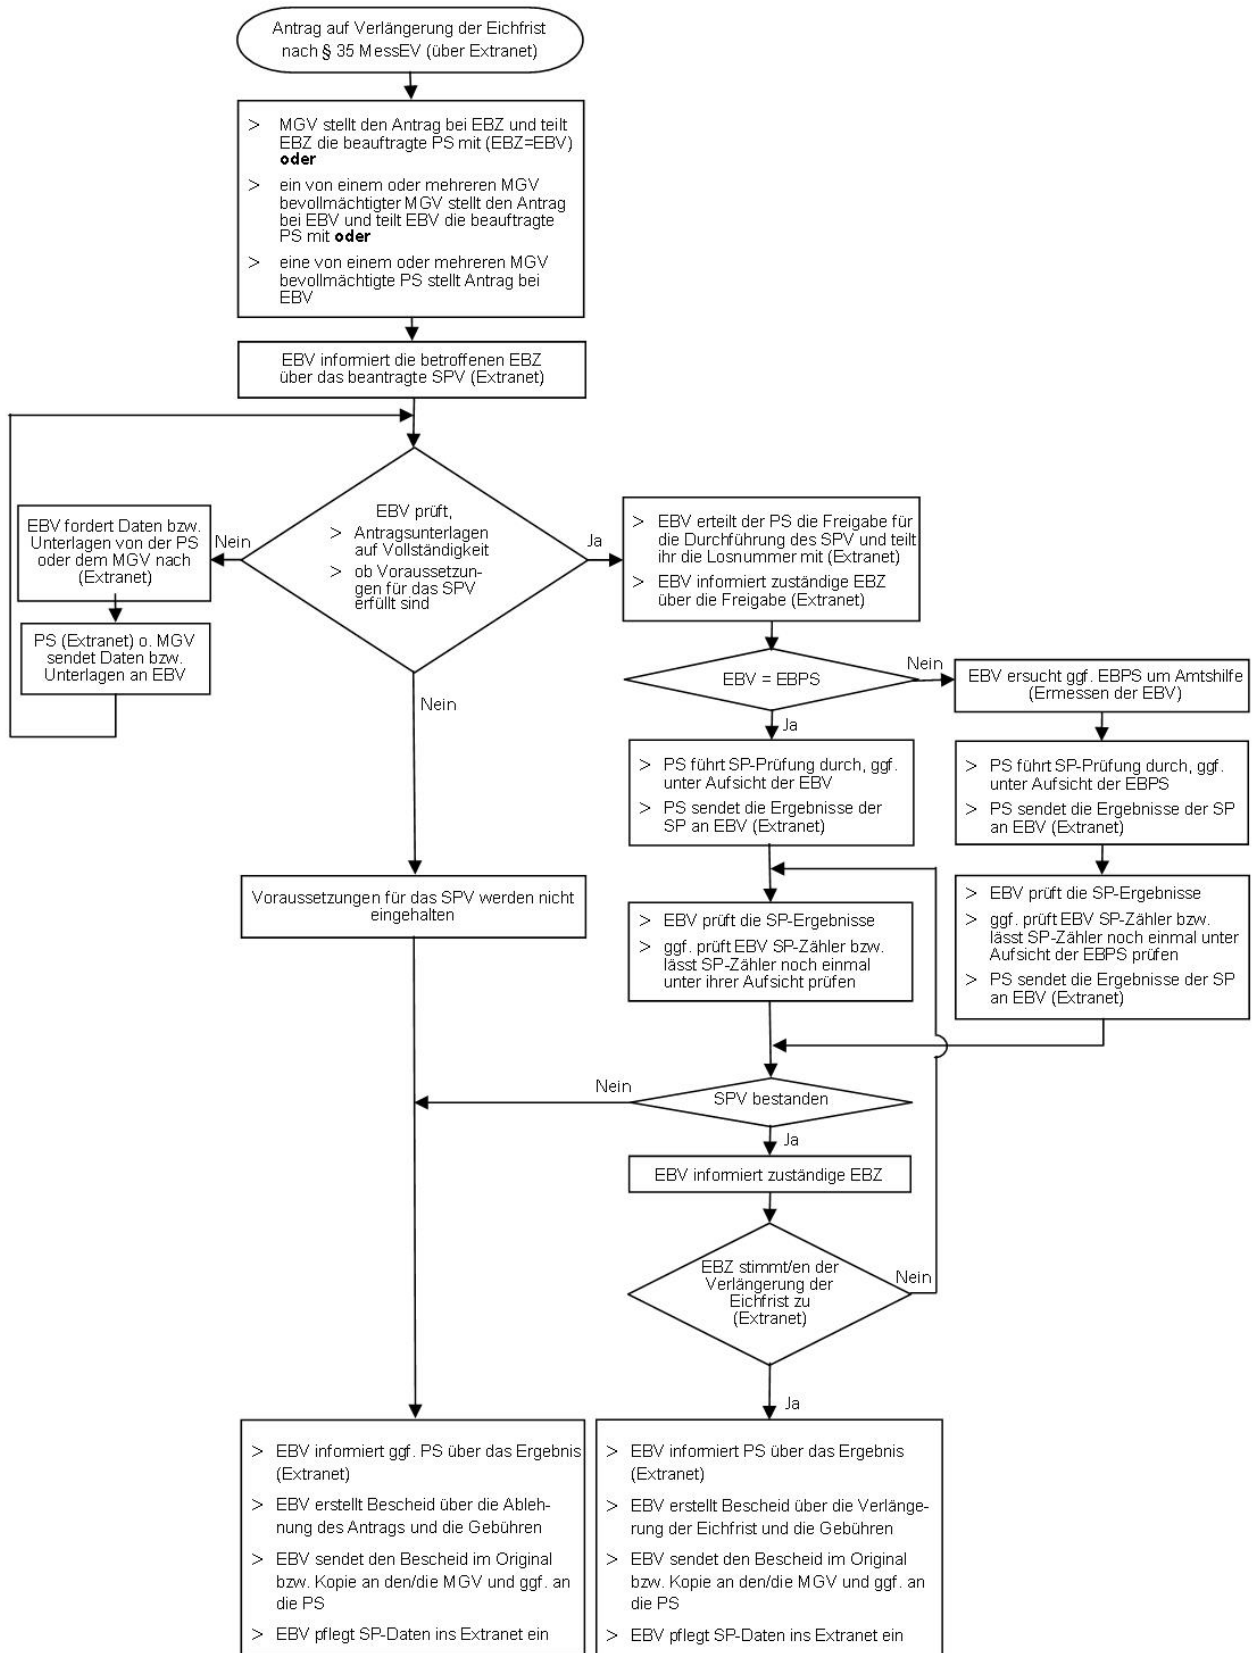 Antrag auf Verlängerung der Eichfrist
nach § 35 MessEV (über Extranet)
> MGV stellt den Antrag bei EBZ und teilt
EBZ die beauftragte PS mit (EBZ=EBV)
oder
> ein von einem oder mehreren MGV
bevollmächtigter MGV stellt den Antrag
bei EBV und teilt EBV die beauftragte
PS mit oder
> eine von einem oder mehreren MGV
bevollmächtigte PS stellt Antrag bei
EBV
EBV informiert die betroffenen EBZ
über das beantragte SPV (Extranet)
EBV prüft,
> Antragsunterlagen
auf Vollständigkeit
> ob Voraussetzun-
gen für das SPV
erfüllt sind
Nein
EBV fordert Daten bzw.
Unterlagen von der PS
oder dem MGV nach
(Extranet)
PS (Extranet) o. MGV
sendet Daten bzw.
Unterlagen an EBV
Ja
> EBV erteilt der PS die Freigabe für
die Durchführung des SPV und teilt
ihr die Losnummer mit (Extranet)
> EBV informiert zuständige EBZ
über die Freigabe (Extranet)
Nein
EBV = EBPS
Nein
EBV ersucht ggf. EBPS um Amtshilfe
(Ermessen der EBV)
Ja
> PS führt SP-Prüfung durch, ggf.
unter Aufsicht der EBV
> PS sendet die Ergebnisse der
SP an EBV (Extranet)
> PS führt SP-Prüfung durch, ggf.
unter Aufsicht der EBPS
> PS sendet die Ergebnisse der SP
an EBV (Extranet)
Voraussetzungen für das SPV werden nicht
eingehalten
> EBV prüft die SP-Ergebnisse
> ggf. prüft EBV SP-Zähler bzw.
lässt SP-Zähler noch einmal
unter ihrer Aufsicht prüfen
> EBV prüft die SP-Ergebnisse
> ggf. prüft EBV SP-Zähler bzw.
lässt SP-Zähler noch einmal unter
Aufsicht der EBPS prüfen
> PS sendet die Ergebnisse der SP
an EBV (Extranet)
Nein
SPV bestanden
Ja
EBV informiert zuständige EBZ
EBZ stimmt/en der
Verlängerung der
Eichfrist zu
(Extranet)
Nein
Ja
> EBV informiert ggf. PS über das Ergebnis
(Extranet)
> EBV erstellt Bescheid über die Ableh-
nung des Antrags und die Gebühren
> EBV sendet den Bescheid im Original
bzw. Kopie an den/die MGV und ggf. an
die PS
> EBV pflegt SP-Daten ins Extranet ein
> EBV informiert PS über das Ergebnis
(Extranet)
> EBV erstellt Bescheid über die Verlänge-
rung der Eichfrist und die Gebühren
> EBV sendet den Bescheid im Original
bzw. Kopie an den/die MGV und ggf. an
die PS
> EBV pflegt SP-Daten ins Extranet ein